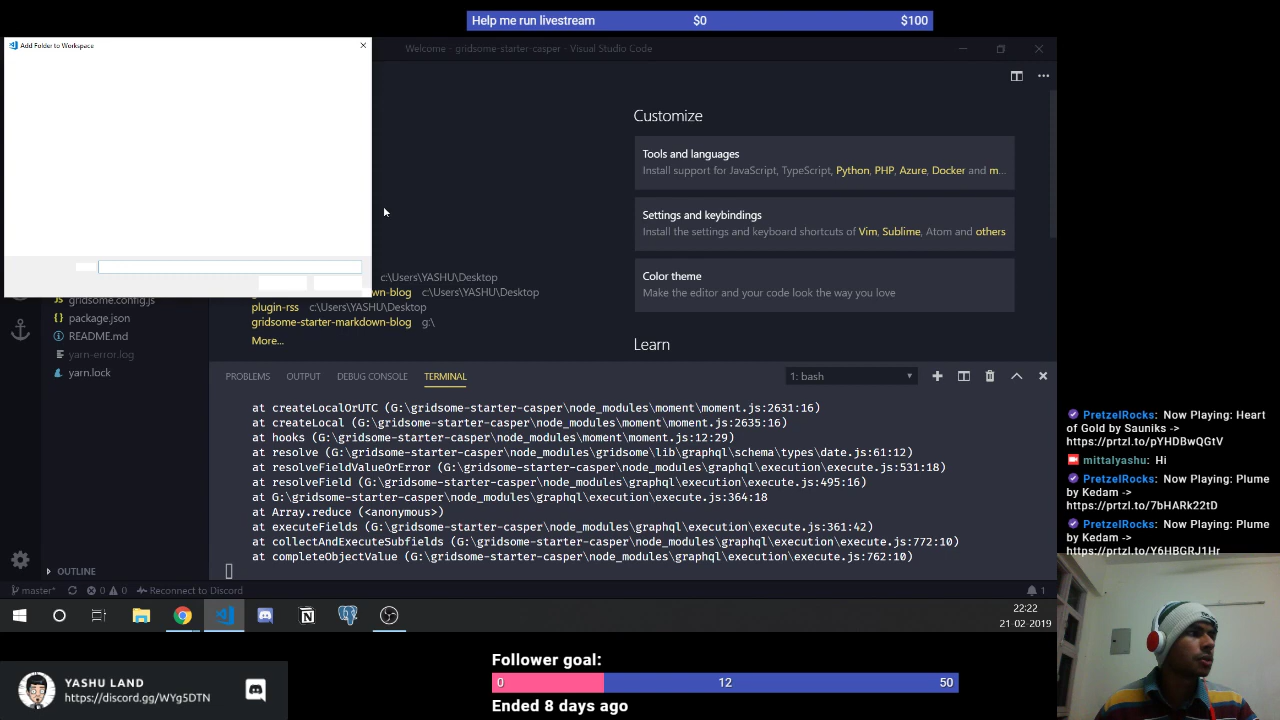 Help me run livestream $0 $100
Add Folder to Workspace
Welcome - gridsome-starter-casper - Visual Studio Code
Customize
Tools and languages
Install support for JavaScript, TypeScript, Python, PHP, Azure, Docker and m...
Settings and keybindings
Install the settings and keyboard shortcuts of Vim, Sublime, Atom and others
Color theme
Make the editor and your code look the way you love
Learn
c:\Users\YASHU\Desktop
wn-blog c:\Users\YASHU\Desktop
plugin-rss c:\Users\YASHU\Desktop
gridsome-starter-markdown-blog g:\
More...
gridsome.config.js
package.json
README.md
yarn-error.log
yarn.lock
OUTLINE
PROBLEMS OUTPUT DEBUG CONSOLE TERMINAL 1: bash
at createLocalOrUTC (G:\gridsome-starter-casper\node_modules\moment\moment.js:2631:16)
at createLocal (G:\gridsome-starter-casper\node_modules\moment\moment.js:2635:16)
at hooks (G:\gridsome-starter-casper\node_modules\moment\moment.js:12:29)
at resolve (G:\gridsome-starter-casper\node_modules\gridsome\lib\graphql\schema\types\date.js:61:12)
at resolveFieldValueOrError (G:\gridsome-starter-casper\node_modules\graphql\execution\execute.js:531:18)
at resolveField (G:\gridsome-starter-casper\node_modules\graphql\execution\execute.js:495:16)
at G:\gridsome-starter-casper\node_modules\graphql\execution\execute.js:364:18
at Array.reduce (<anonymous>)
at executeFields (G:\gridsome-starter-casper\node_modules\graphql\execution\execute.js:361:42)
at collectAndExecuteSubfields (G:\gridsome-starter-casper\node_modules\graphql\execution\execute.js:772:10)
at completeObjectValue (G:\gridsome-starter-casper\node_modules\graphql\execution\execute.js:762:10)
master* 0 0 Reconnect to Discord 1
22:22
21-02-2019
PretzelRocks: Now Playing: Heart
of Gold by Sauniks ->
https://prtzl.to/pYHDBwQGtV
mittalyashu: Hi
PretzelRocks: Now Playing: Plume
by Kedam ->
https://prtzl.to/7bHARk22tD
PretzelRocks: Now Playing: Plume
by Kedam ->
https://prtzl.to/Y6HBGRJ1Hr
YASHU LAND
https://discord.gg/WYg5DTN
Follower goal:
0 12 50
Ended 8 days ago